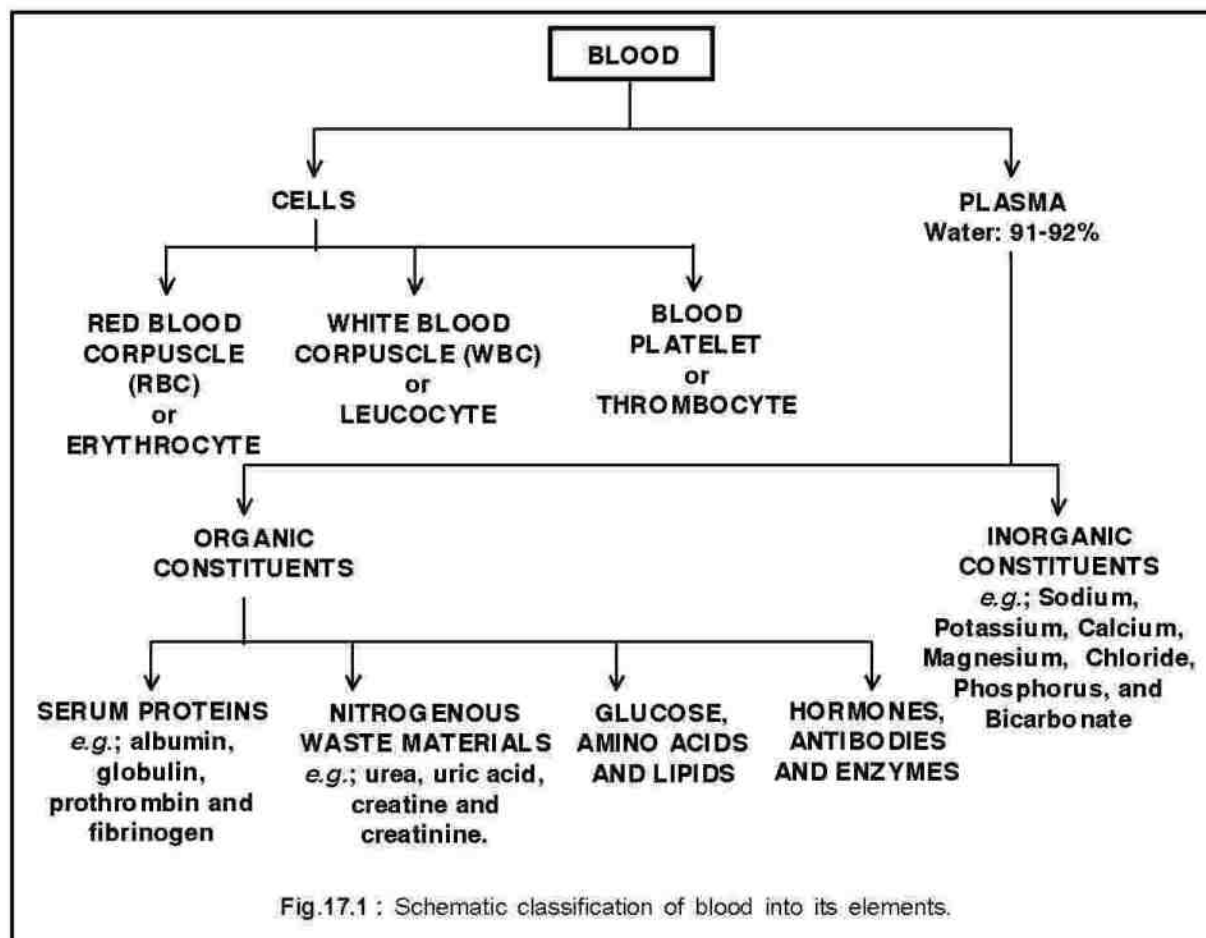 BLOOD
CELLS
PLASMA
Water: 91-92%
RED BLOOD
CORPUSCLE
(RBC)
or
ERYTHROCYTE
WHITE BLOOD
CORPUSCLE (WBC)
or
LEUCOCYTE
BLOOD
PLATELET
or
THROMBOCYTE
ORGANIC
CONSTITUENTS
INORGANIC
CONSTITUENTS
e.g.; Sodium,
Potassium, Calcium,
Magnesium, Chloride,
Phosphorus, and
Bicarbonate
SERUM PROTEINS
e.g.; albumin,
globulin,
prothrombin and
fibrinogen
NITROGENOUS
WASTE MATERIALS
e.g.; urea, uric acid,
creatine and
creatinine.
GLUCOSE,
AMINO ACIDS
AND LIPIDS
HORMONES,
ANTIBODIES
AND ENZYMES
Fig.17.1 : Schematic classification of blood into its elements.